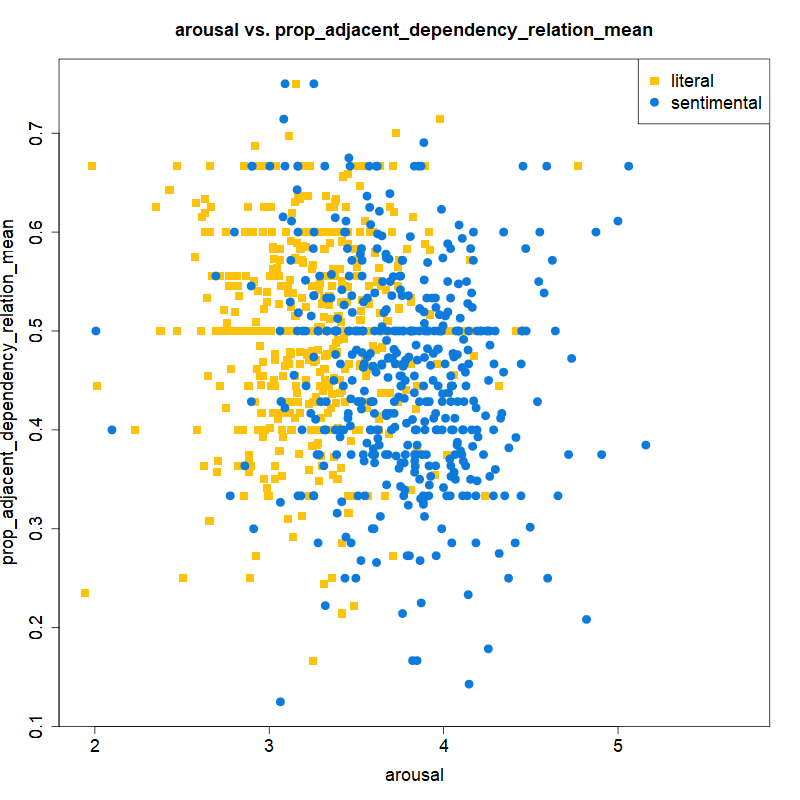 arousal vs. prop_adjacent_dependency_relation_mean
literal
sentimental
prop_adjacent_dependency_relation_mean
0.7
0.6
0.5
0.4
0.3
0.2
0.1
2 3 4 5
arousal